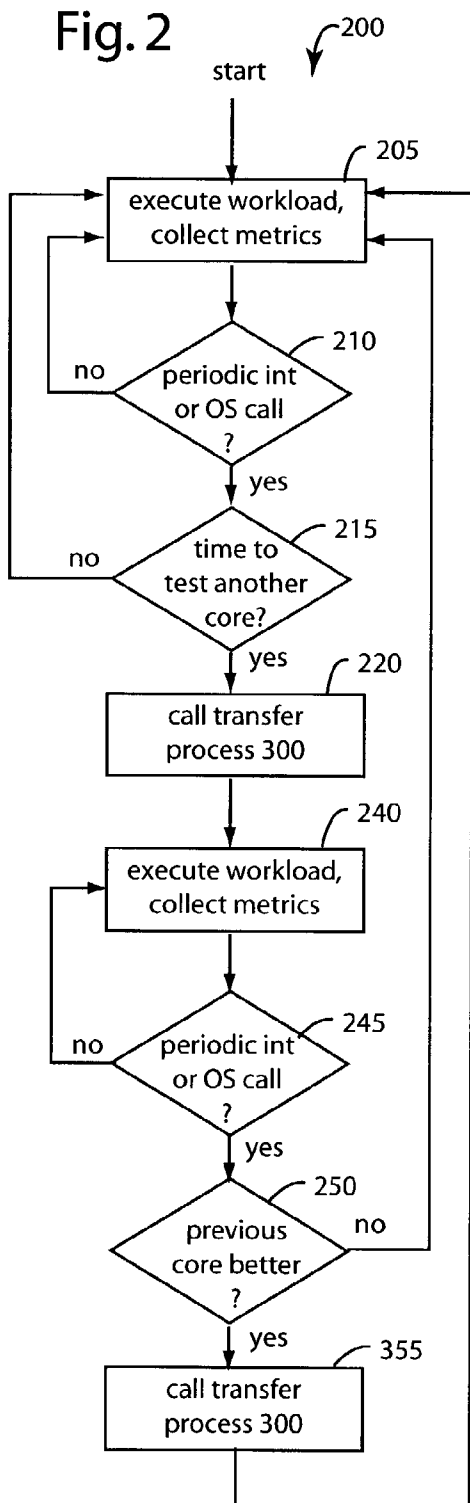 Fig. 2
200
start
205
execute workload,
collect metrics
210
no
periodic int
or OS call
?
yes
215
no
time to
test another
core?
yes
220
call transfer
process 300
240
execute workload,
collect metrics
245
no
periodic int
or OS call
?
yes
250
previous
core better
?
no
yes
355
call transfer
process 300